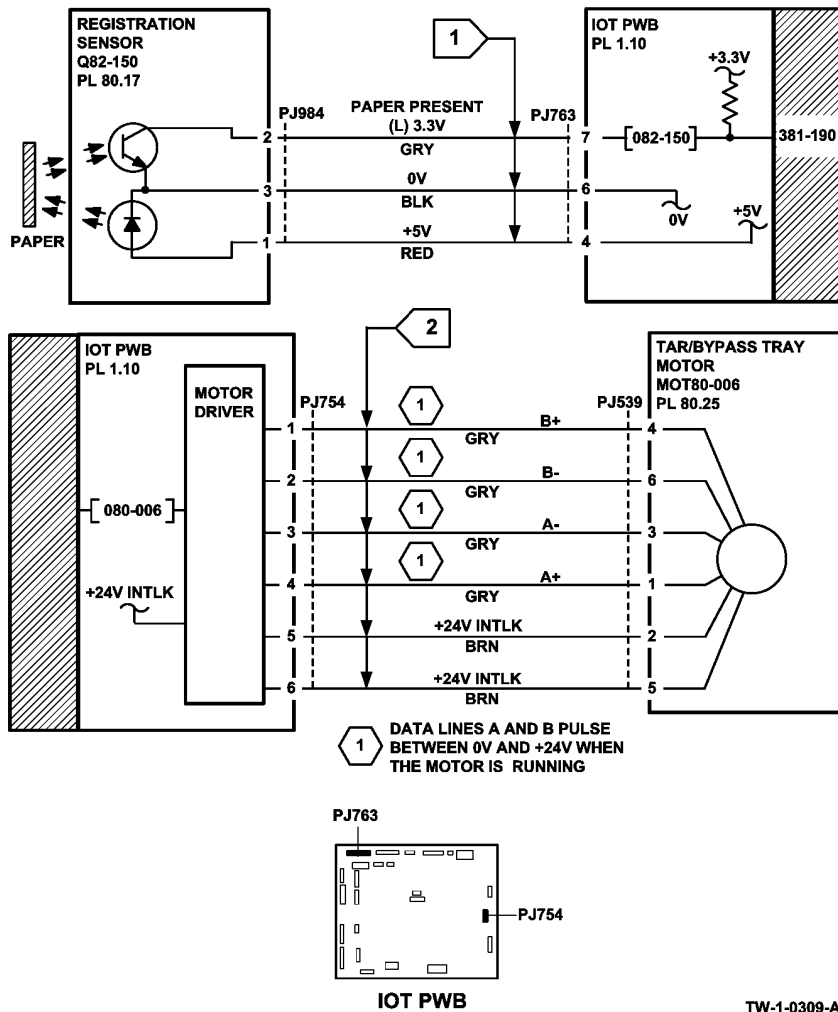 REGISTRATION
SENSOR
Q82-150
PL 80.17
1
IOT PWB
PL 1.10
+3.3V
PJ984
PAPER PRESENT
(L) 3.3V
PJ763
2
GRY
7
082-150
381-190
3
0V
BLK
6
0V
+5V
PAPER
1
+5V
RED
4
IOT PWB
PL 1.10
2
TAR/BYPASS TRAY
MOTOR
MOT80-006
PL 80.25
MOTOR
DRIVER
PJ754
PJ539
1
1
B+
GRY
4
2
1
B-
GRY
6
080-006
3
1
A-
GRY
3
4
1
A+
GRY
1
+24V INTLK
5
+24V INTLK
BRN
2
6
+24V INTLK
BRN
5
1
DATA LINES A AND B PULSE
BETWEEN 0V AND +24V WHEN
THE MOTOR IS RUNNING
PJ763
PJ754
IOT PWB
TW-1-0309-A